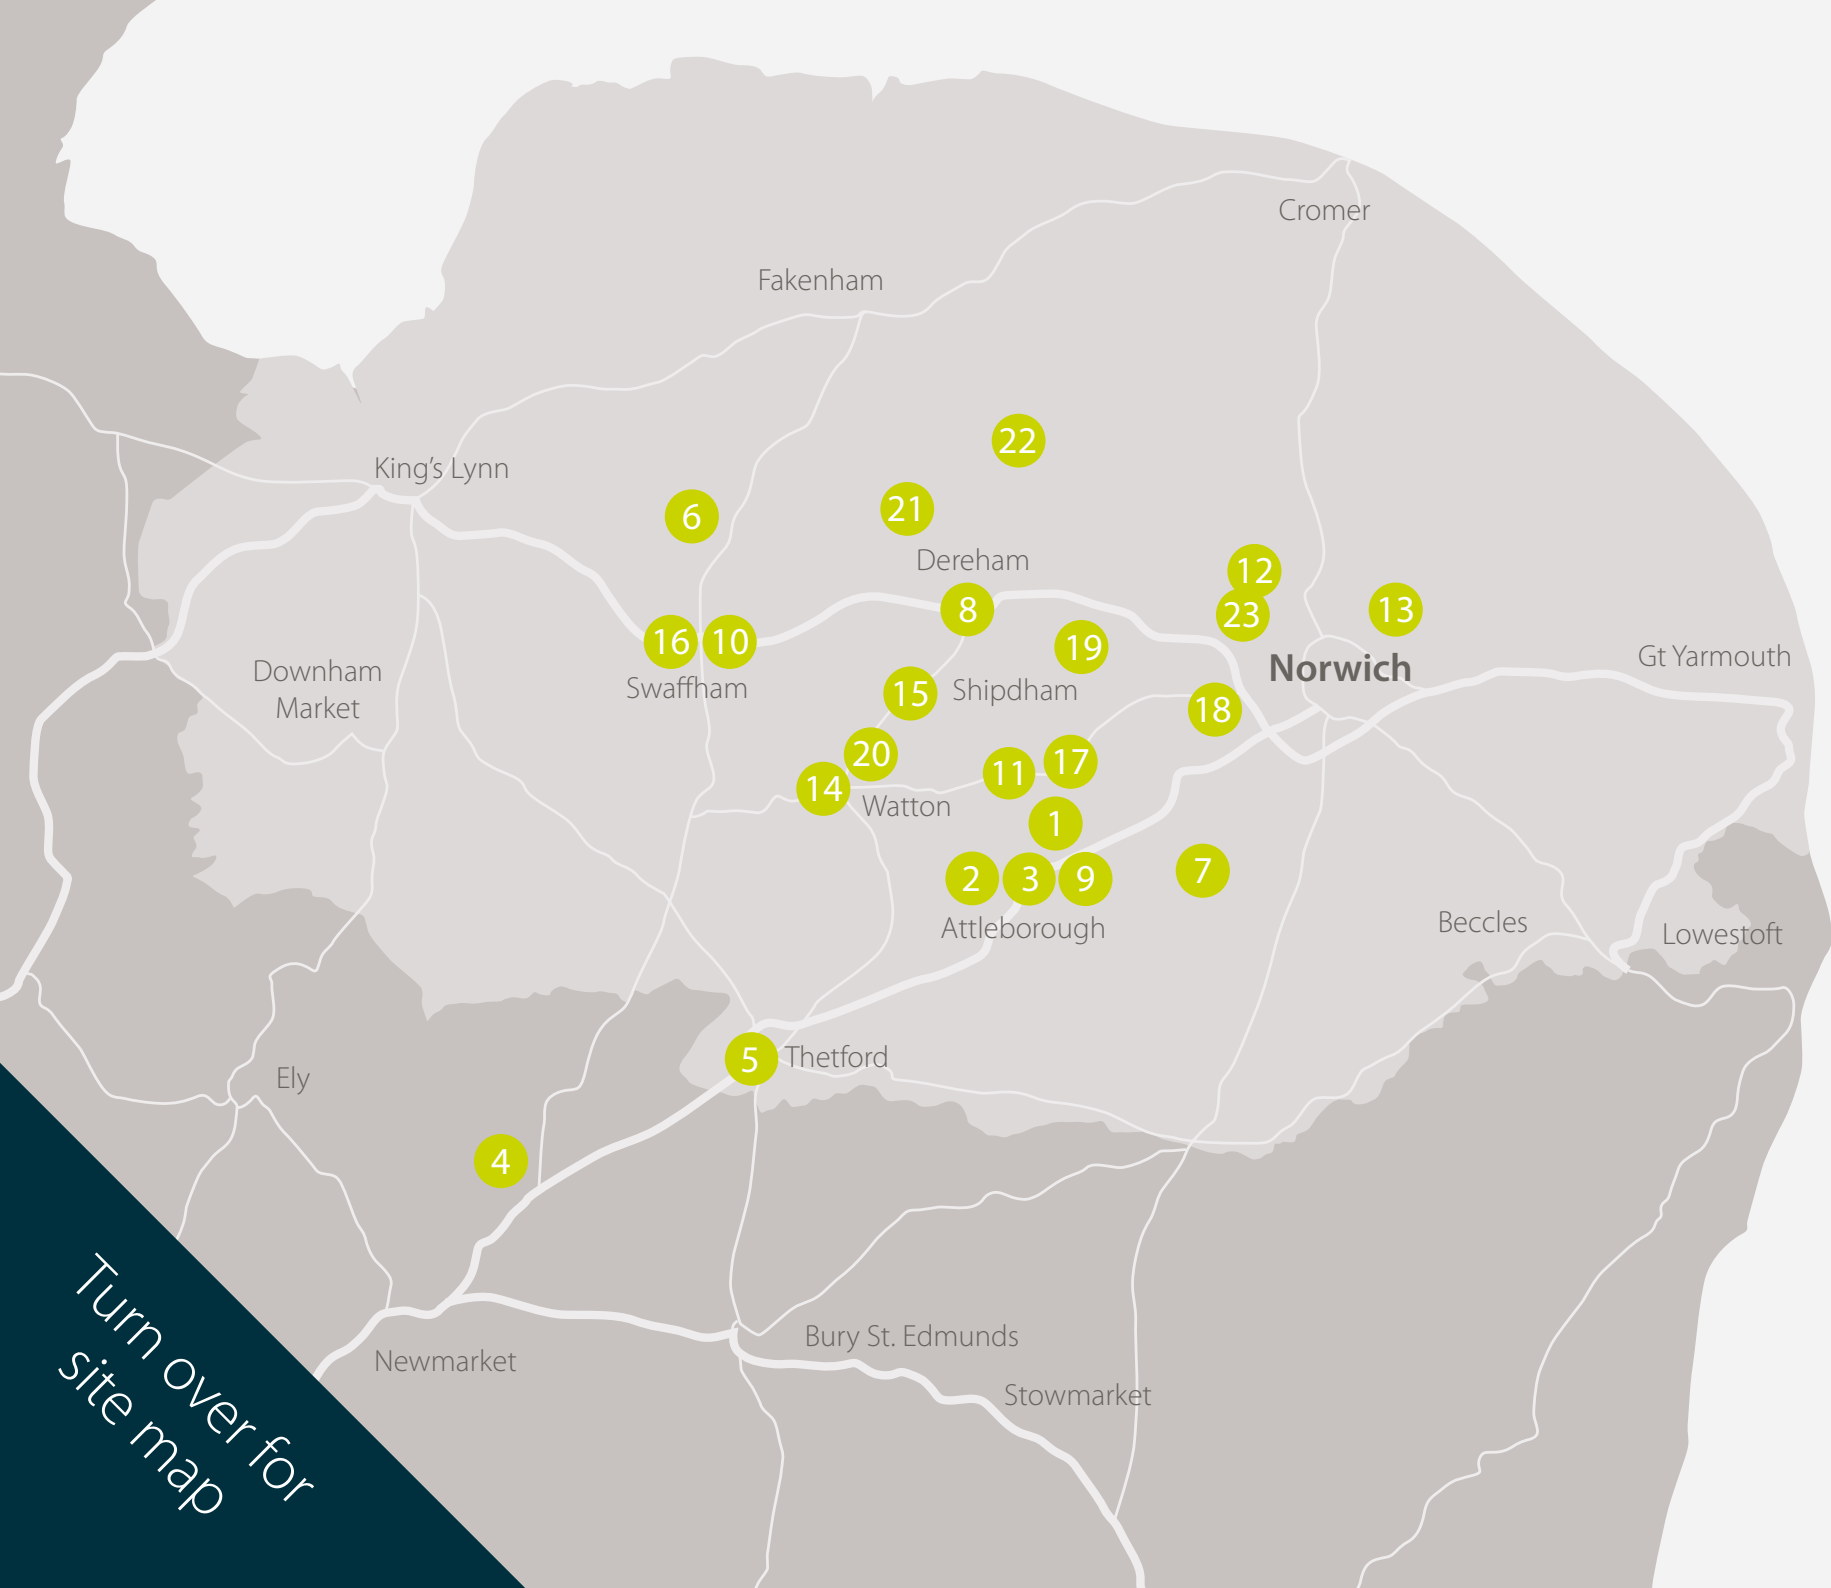 Cromer
Fakenham
22
King's Lynn
6
21
Dereham
12
8
13
23
16
10
19
Gt Yarmouth
Norwich
Downham
Market
Swaffham
15
Shipdham
18
20
11
17
14
Watton
1
7
2
3
9
Beccles
Attleborough
Lowestoft
5
Thetford
Ely
4
Turn over for
site map
Bury St. Edmunds
Newmarket
Stowmarket